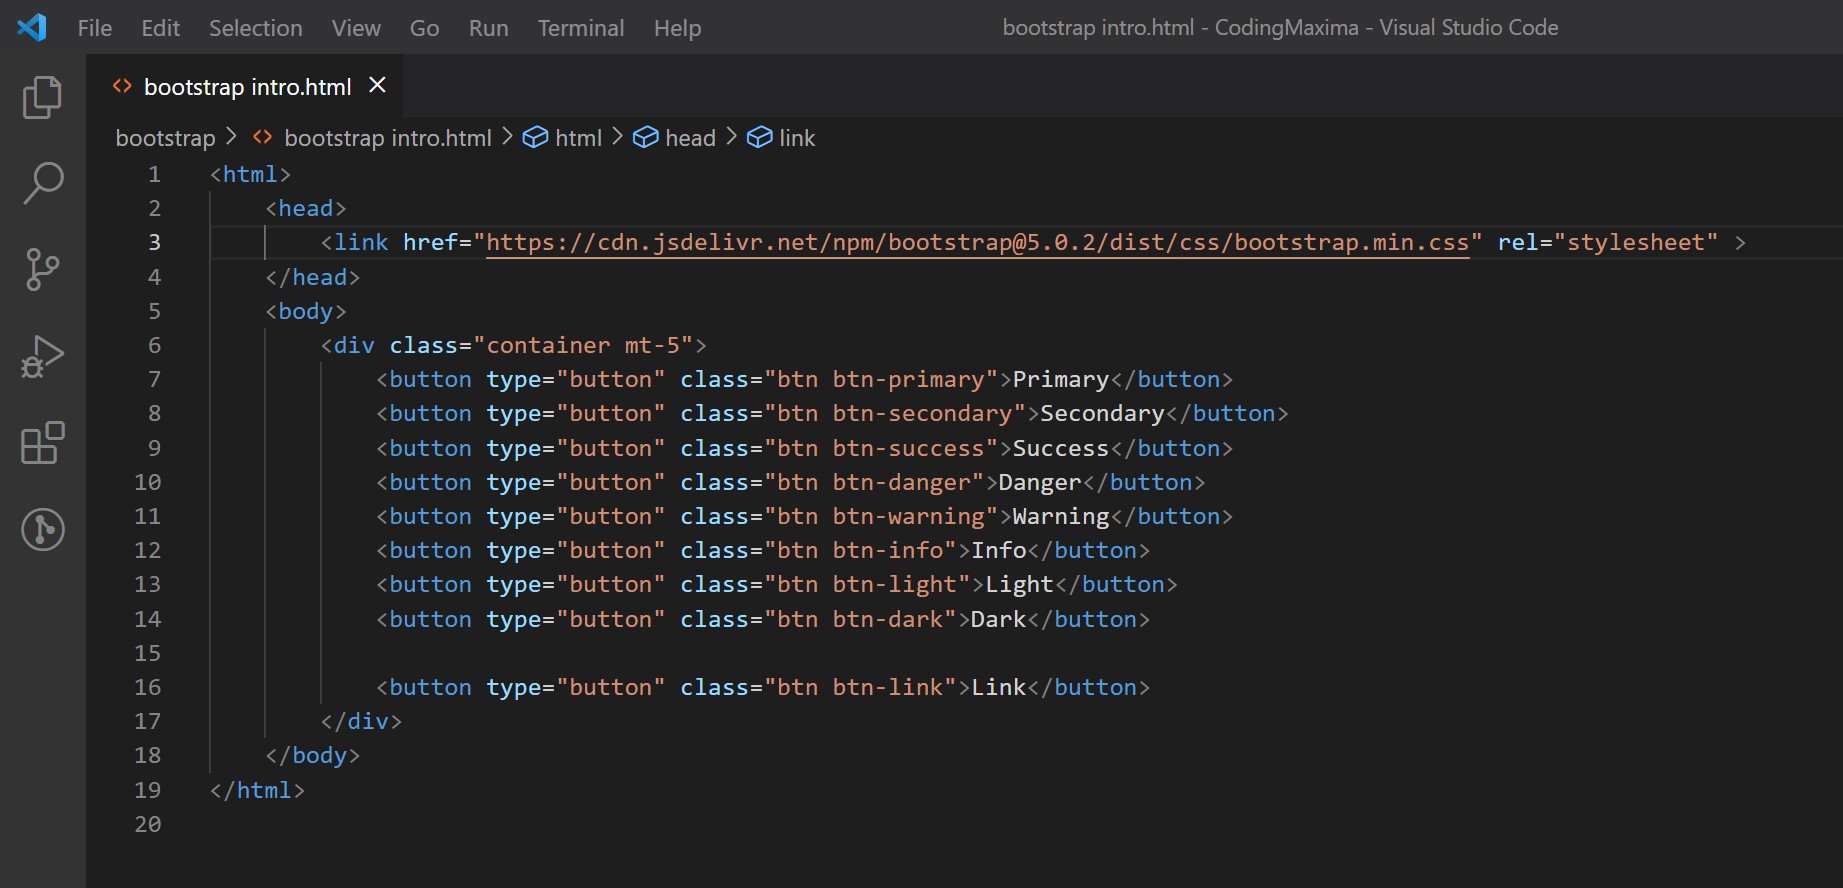 File Edit Selection View Go Run Terminal Help bootstrap intro.html - CodingMaxima - Visual Studio Code
bootstrap intro.html
bootstrap > bootstrap intro.html > html > head > link
1 <html>
2     <head>
3         <link href="https://cdn.jsdelivr.net/npm/bootstrap@5.0.2/dist/css/bootstrap.min.css" rel="stylesheet" >
4     </head>
5     <body>
6         <div class="container mt-5">
7             <button type="button" class="btn btn-primary">Primary</button>
8             <button type="button" class="btn btn-secondary">Secondary</button>
9             <button type="button" class="btn btn-success">Success</button>
10             <button type="button" class="btn btn-danger">Danger</button>
11             <button type="button" class="btn btn-warning">Warning</button>
12             <button type="button" class="btn btn-info">Info</button>
13             <button type="button" class="btn btn-light">Light</button>
14             <button type="button" class="btn btn-dark">Dark</button>
15
16             <button type="button" class="btn btn-link">Link</button>
17         </div>
18     </body>
19 </html>
20